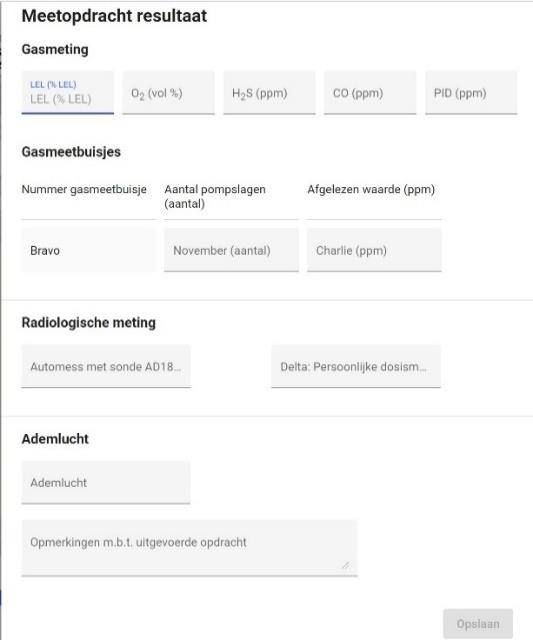 Meetopdracht resultaat
Gasmeting
LEL (% LEL)
LEL (% LEL)
O₂ (vol %)
H₂S (ppm)
CO (ppm)
PID (ppm)
Gasmeetbuisjes
Nummer gasmeetbuisje
Aantal pompslagen
(aantal)
Afgelezen waarde (ppm)
Bravo
November (aantal)
Charlie (ppm)
Radiologische meting
Automess met sonde AD18...
Delta: Persoonlijke dosism...
Ademlucht
Ademlucht
Opmerkingen m.b.t. uitgevoerde opdracht
Opslaan